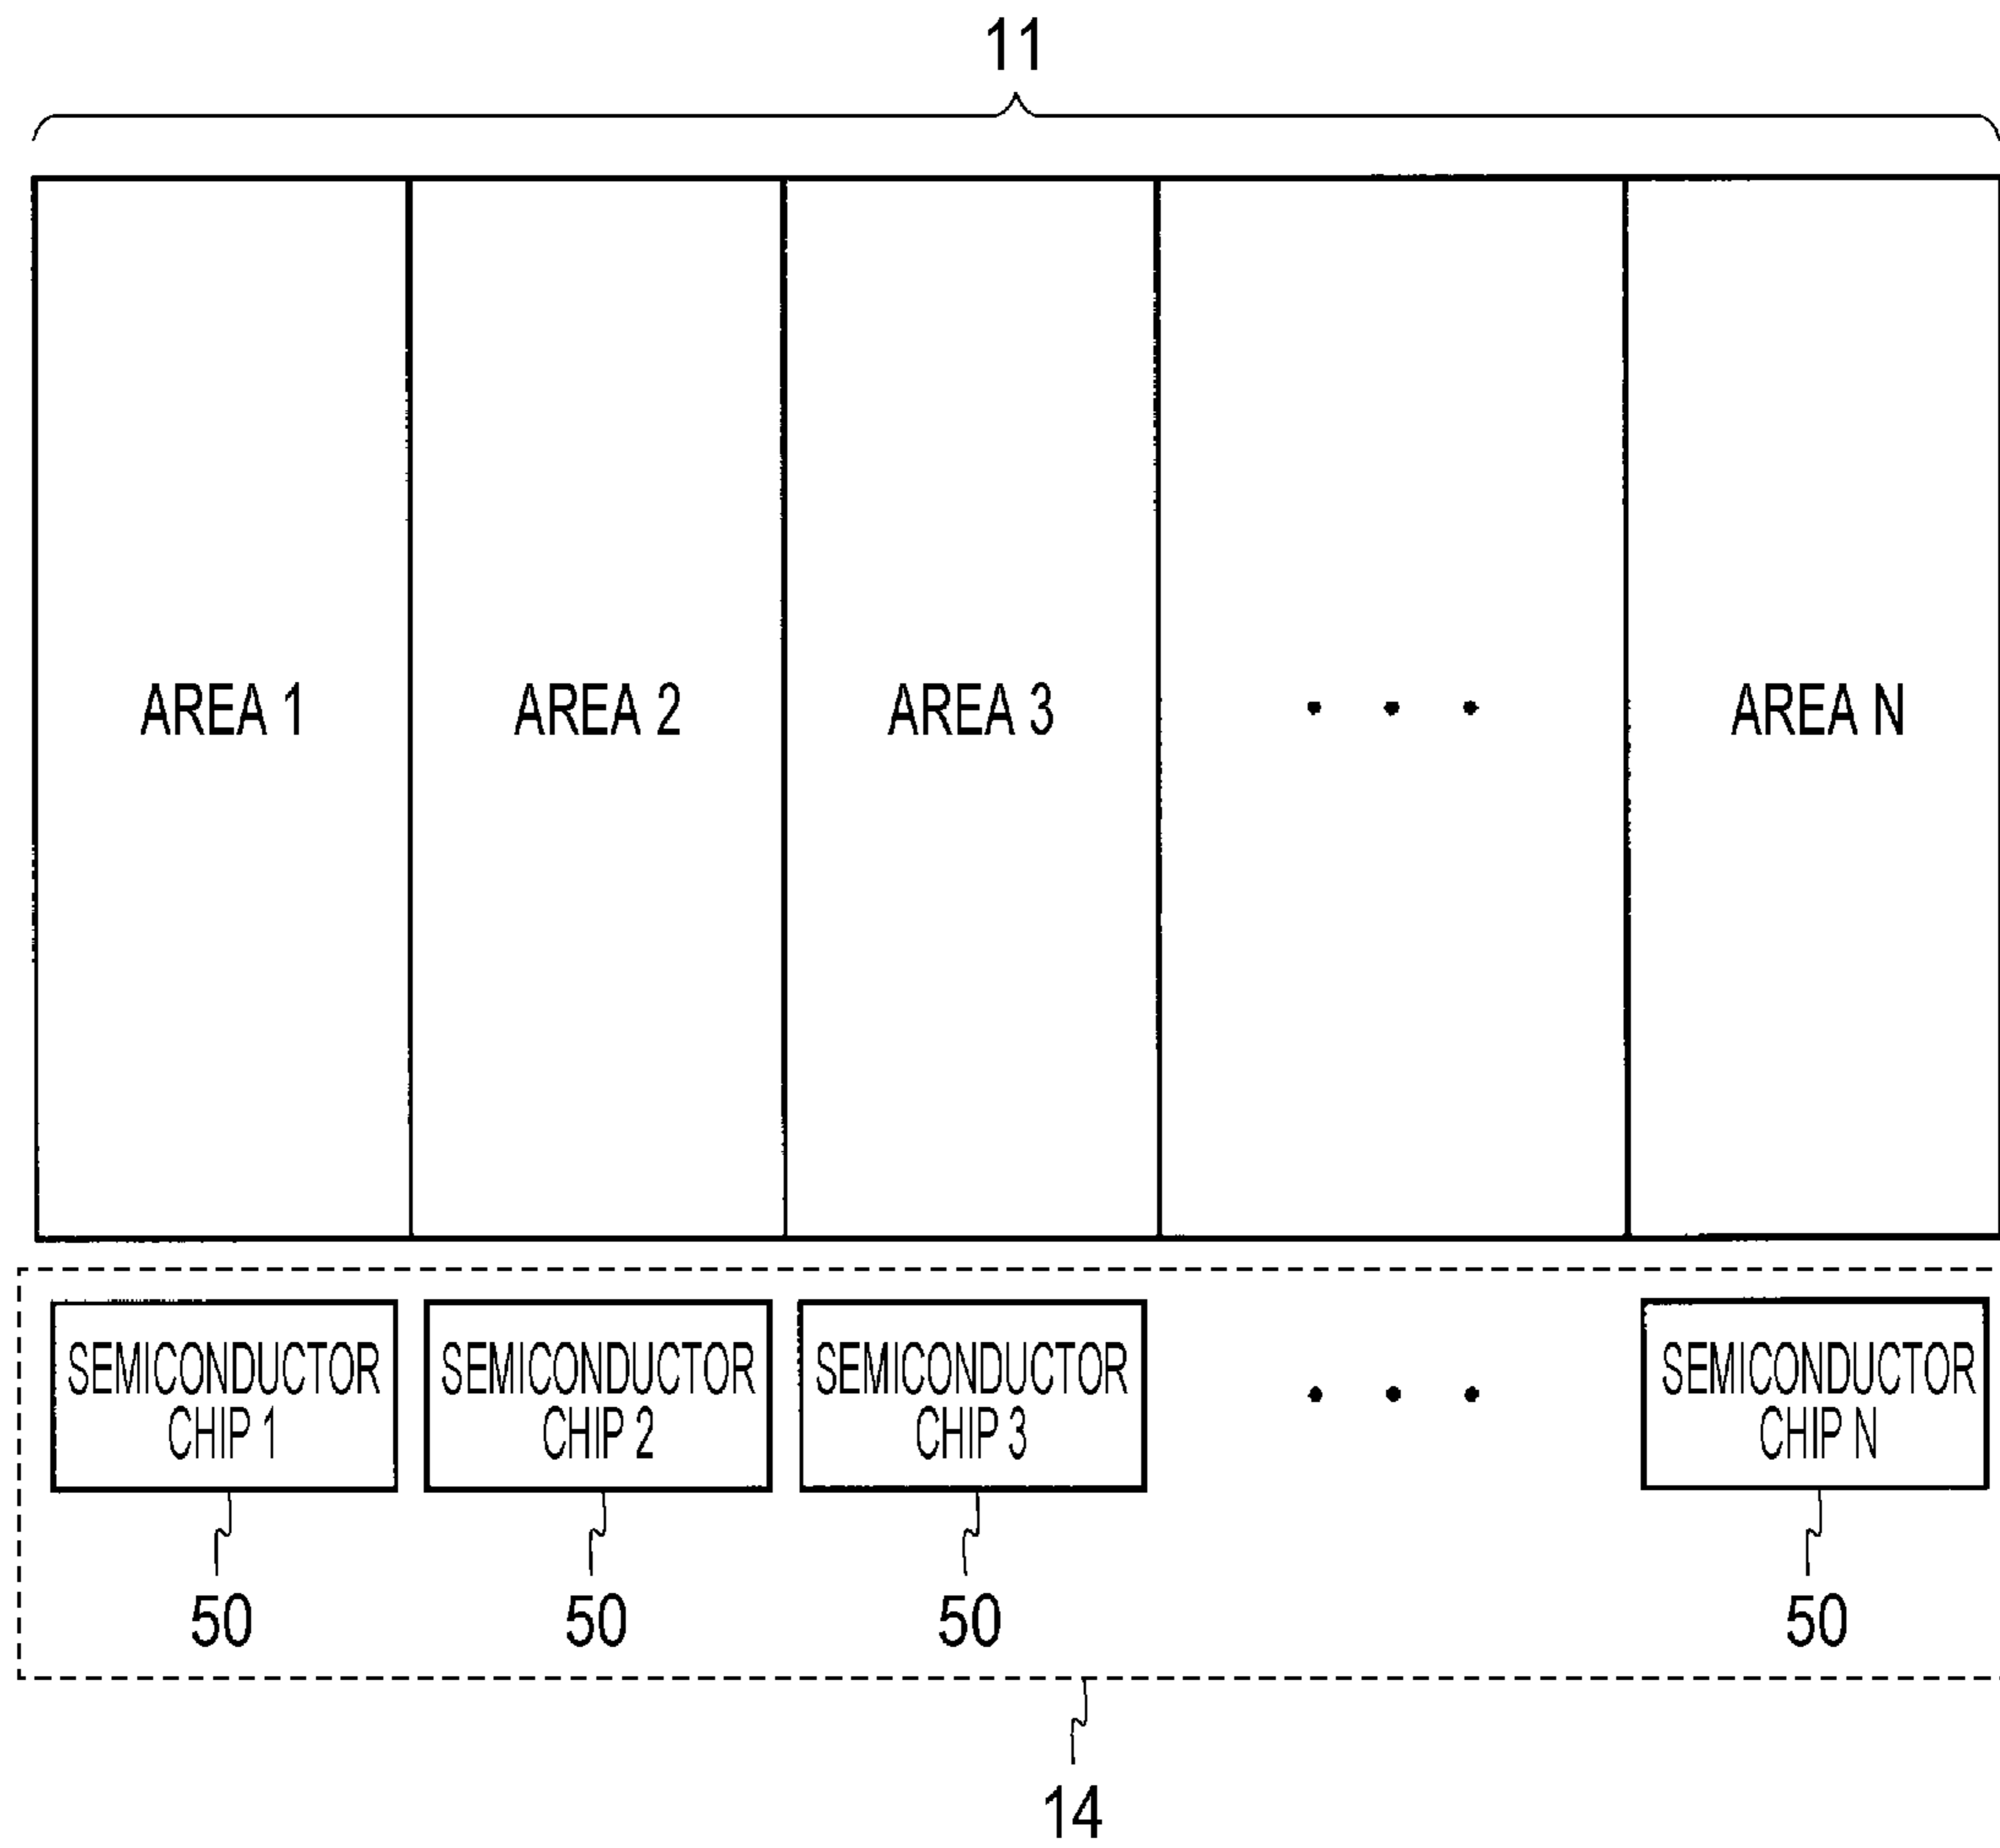 11
AREA 1
AREA 2
AREA 3
• • •
AREA N
SEMICONDUCTOR
CHIP 1
SEMICONDUCTOR
CHIP 2
SEMICONDUCTOR
CHIP 3
• • •
SEMICONDUCTOR
CHIP N
50
50
50
50
14